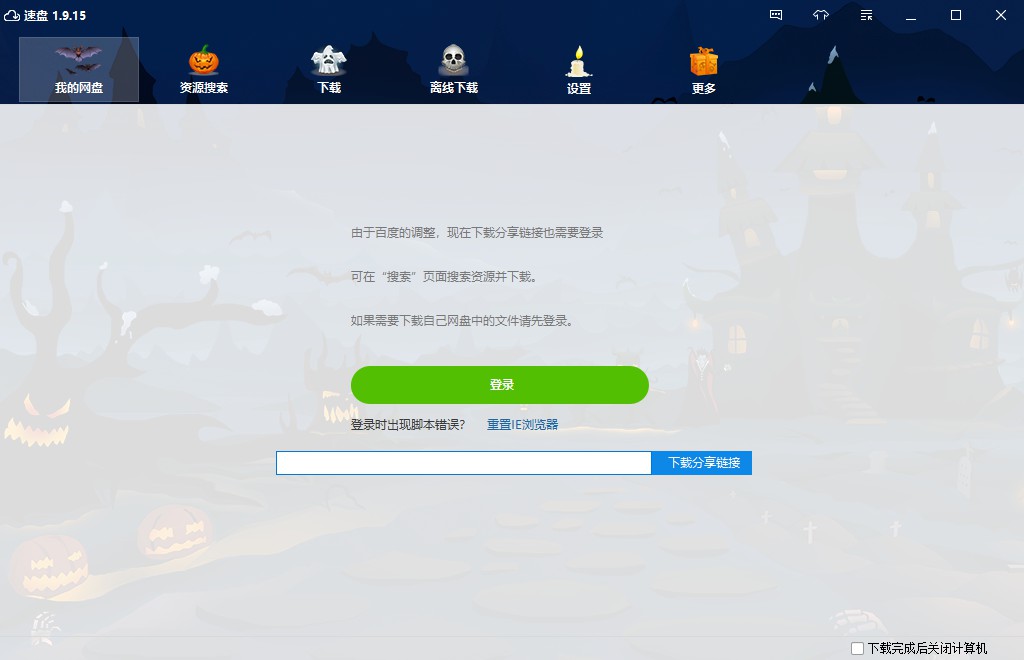 速盘 1.9.15
我的网盘
资源搜索
下载
离线下载
设置
更多
由于百度的调整，现在下载分享链接也需要登录
可在“搜索”页面搜索资源并下载。
如果需要下载自己网盘中的文件请先登录。
登录
登录时出现脚本错误？ 重置IE浏览器
下载分享链接
下载完成后关闭计算机